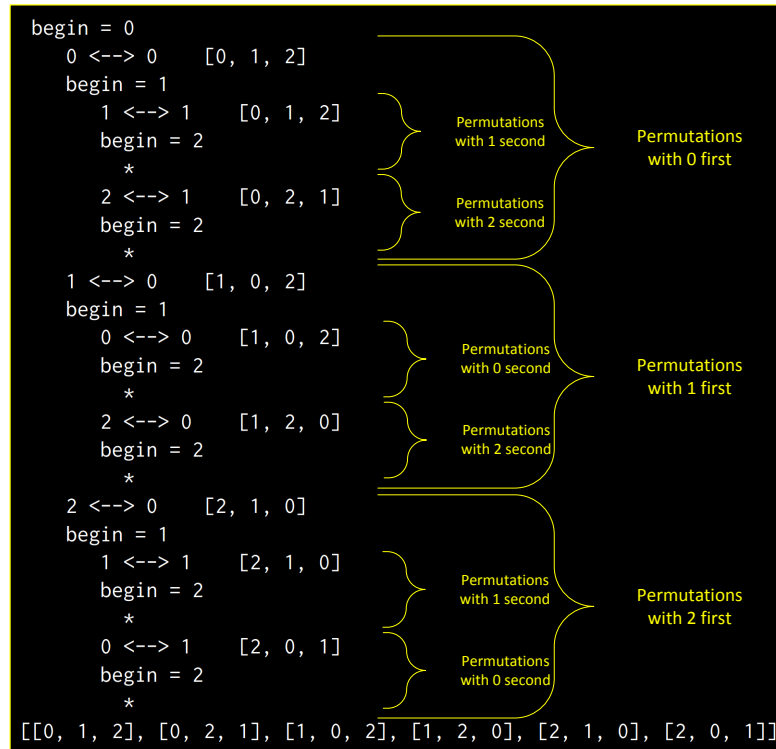 begin = 0
0 <--> 0 [0, 1, 2]
begin = 1
1 <--> 1 [0, 1, 2]
begin = 2
*
2 <--> 1 [0, 2, 1]
begin = 2
*
Permutations
with 1 second
Permutations
with 2 second
Permutations
with 0 first
1 <--> 0 [1, 0, 2]
begin = 1
0 <--> 0 [1, 0, 2]
begin = 2
*
2 <--> 0 [1, 2, 0]
begin = 2
*
Permutations
with 0 second
Permutations
with 2 second
Permutations
with 1 first
2 <--> 0 [2, 1, 0]
begin = 1
1 <--> 1 [2, 1, 0]
begin = 2
*
0 <--> 1 [2, 0, 1]
begin = 2
*
Permutations
with 1 second
Permutations
with 0 second
Permutations
with 2 first
[[0, 1, 2], [0, 2, 1], [1, 0, 2], [1, 2, 0], [2, 1, 0], [2, 0, 1]]